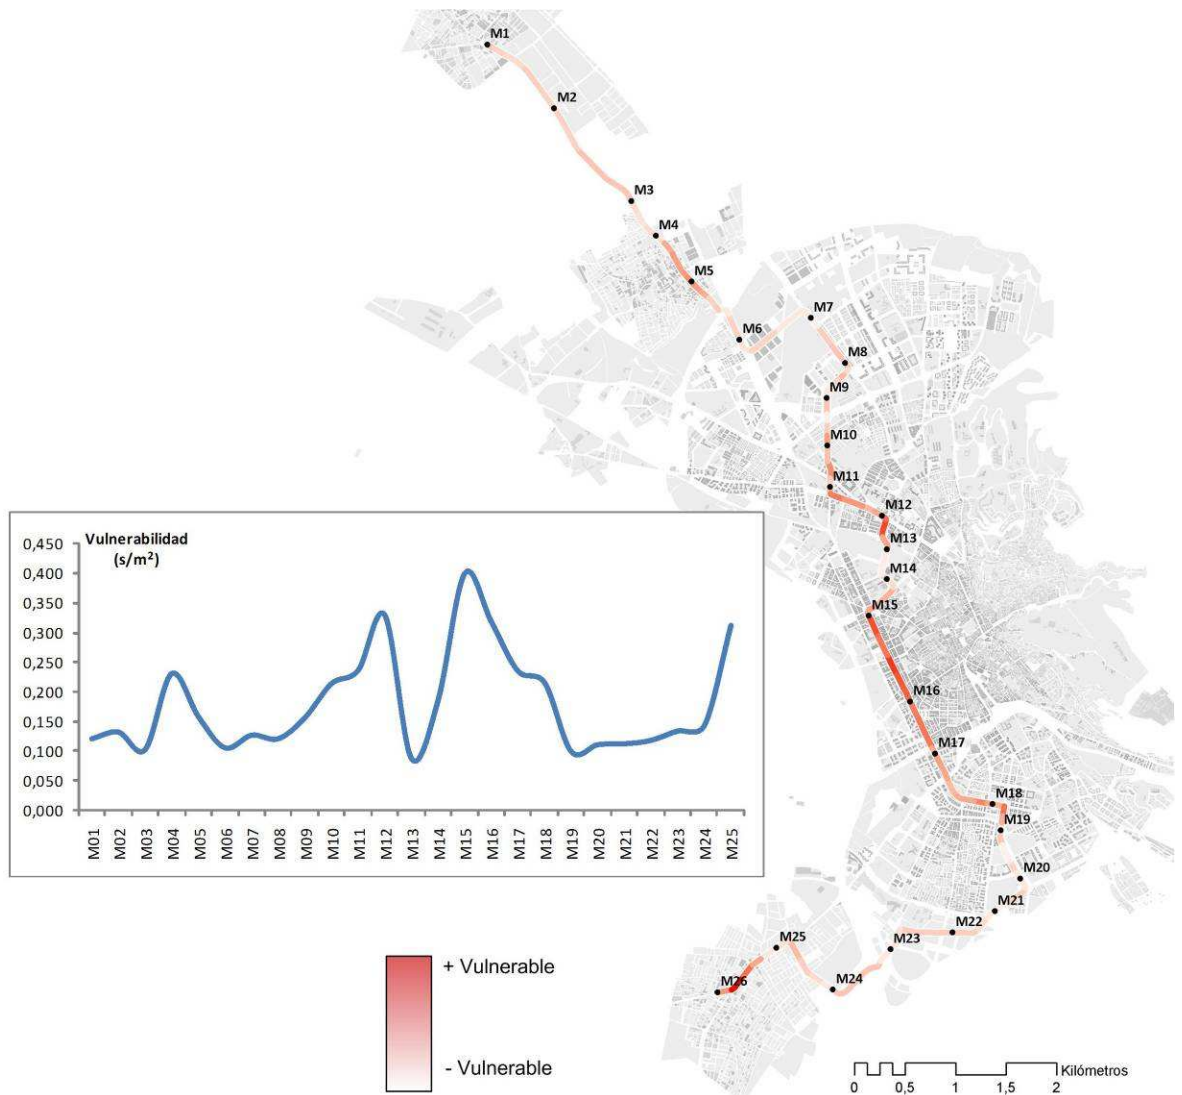 M1
M2
M3
M4
M5
M6
M7
M8
M9
M10
M11
M12
M13
M14
M15
M16
M17
M18
M19
M20
M21
M22
M23
M24
M25
M26
Vulnerabilidad
(s/m²)
0,450
0,400
0,350
0,300
0,250
0,200
0,150
0,100
0,050
0,000
M01
M02
M03
M04
M05
M06
M07
M08
M09
M10
M11
M12
M13
M14
M15
M16
M17
M18
M19
M20
M21
M22
M23
M24
M25
+ Vulnerable
- Vulnerable
Kilómetros
0 0,5 1 1,5 2